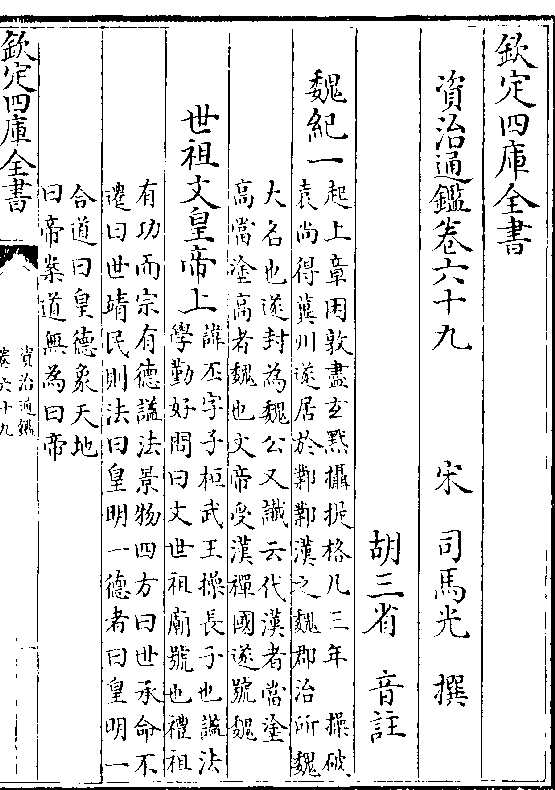 欽定四庫全書
資治通鑑卷六十九 宋 司馬光 撰
胡三省 音註
魏紀一
起上章困敦盡玄黓攝提格凡三年 操破
袁尚得冀州遂居於鄴鄴漢之魏郡治所魏
大名也遂封為魏公又讖云代漢者當塗
高當塗高者魏也文帝受漢禪國遂號魏
世祖文皇帝上
諱丕字子桓武王操長子也諡法
學勤好問曰文世祖廟號也禮祖
有功而宗有德諡法景物四方曰世承命不
遷曰世靖民則法曰皇明一德者曰皇明一
合道曰皇德象天地
曰帝案道無為曰帝
欽定四庫全書
資治通鑑
卷六十九